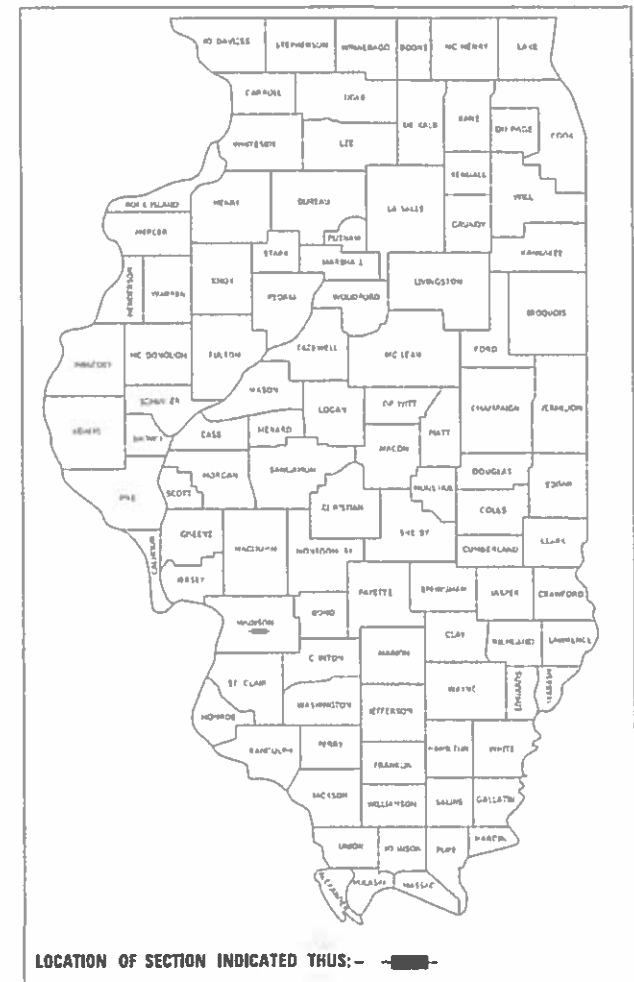 JO DAVIESS STEPHENSON WINNEBAGO BOONE MC HENRY LAKE
CARROLL OGLE
DE KALB KANE DU PAGE COOK
WHITESIDE LEE
KENDALL
ROCK ISLAND HENRY BUREAU LA SALLE GRUNDY WILL
MERCER PUTNAM
STARK MARSHALL KANKAKEE
HENDERSON WARREN KNOX PEORIA WOODFORD LIVINGSTON
IROQUOIS
MC DONOUGH FULTON TAZEWELL MC LEAN FORD
SCHUYLER MASON
LOGAN DE WITT CHAMPAIGN VERMILION
ADAMS CASS MENARD
PIATT
MACON
MORGAN SANGAMON DOUGLAS
PIKE SCOTT EDGAR
CHRISTIAN COLES
GREENE SHELBY
CALHOUN MACOUPIN MONTGOMERY CUMBERLAND CLARK
JERSEY
FAYETTE EFFINGHAM JASPER CRAWFORD
BOND
MADISON CLAY
RICHLAND LAWRENCE
CLINTON MARION
ST. CLAIR WAYNE EDWARDS WABASH
WASHINGTON
MONROE JEFFERSON
RANDOLPH PERRY HAMILTON WHITE
FRANKLIN
JACKSON WILLIAMSON SALINE GALLATIN
HARDIN
UNION JOHNSON POPE
PULASKI MASSAC
LOCATION OF SECTION INDICATED THUS:-